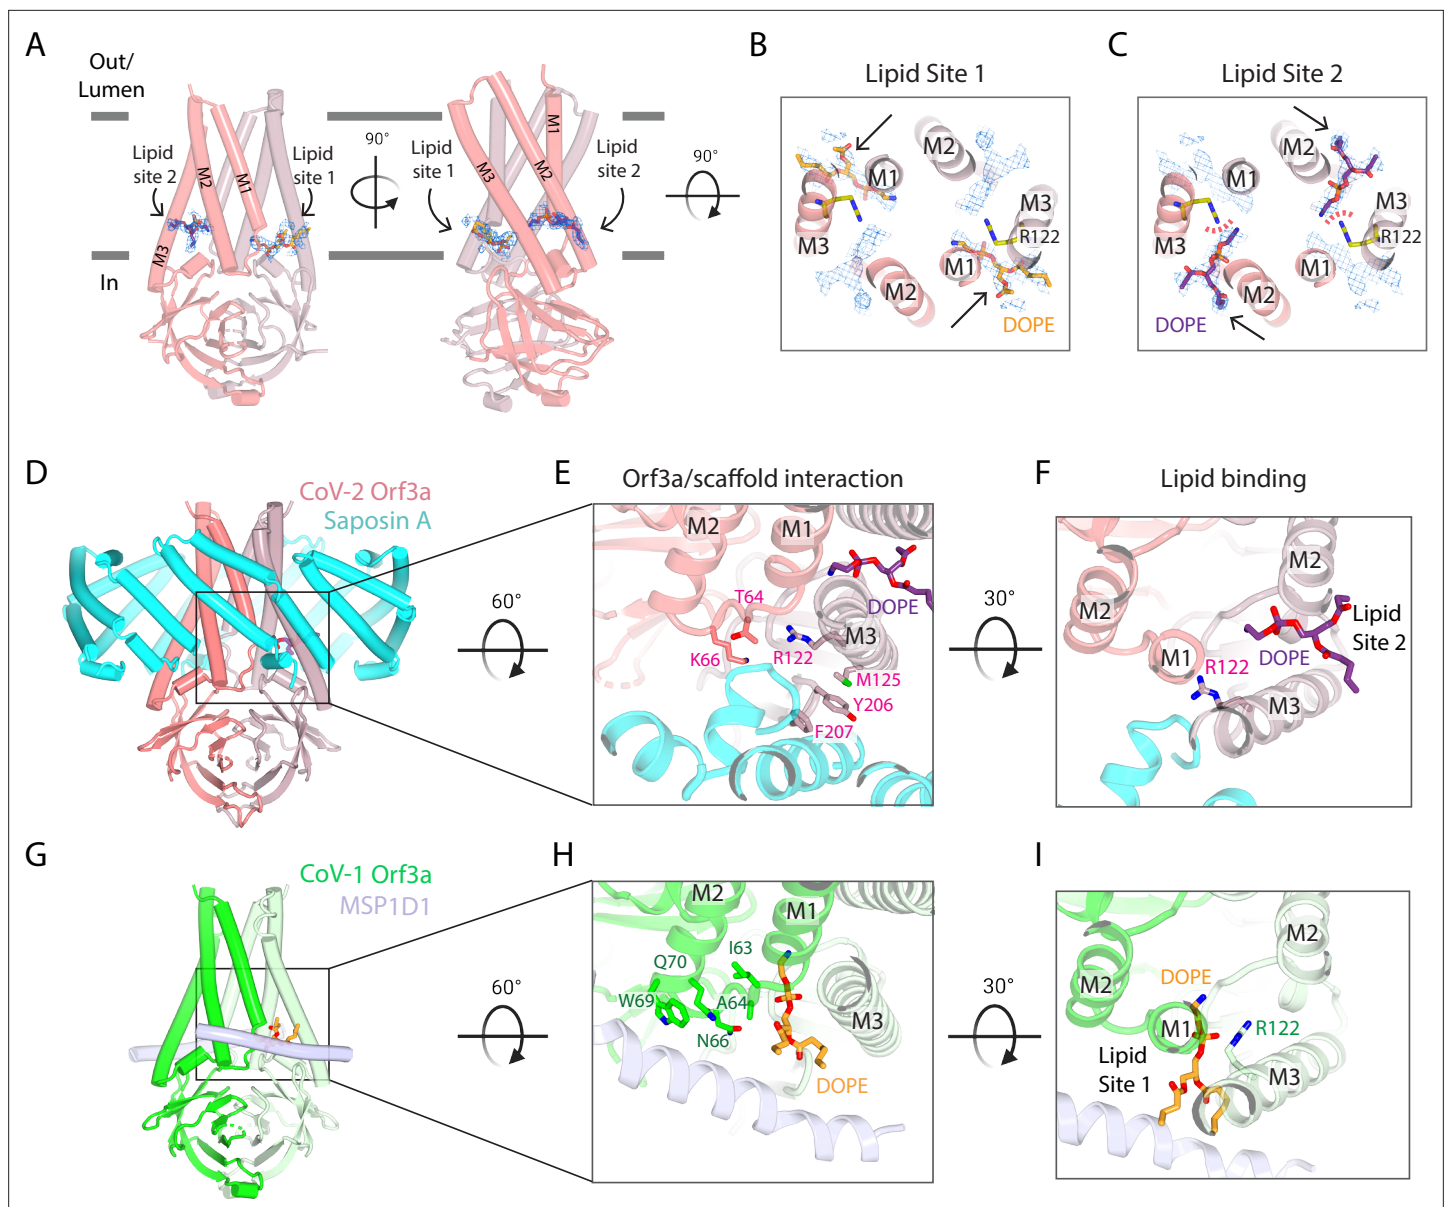 A
Out/
Lumen
In
Lipid
site 2
M2
M1
M3
Lipid
site 1
90°
Lipid
site 1
M3
M2
M1
Lipid
site 2
90°
B
Lipid Site 1
M2
M1
M3
M3
R122
M1
M2
DOPE
C
Lipid Site 2
M2
M1
M3
M3
R122
M1
M2
DOPE
D
CoV-2 Orf3a
Saposin A
60°
E
Orf3a/scaffold interaction
M2
M1
T64
DOPE
K66
R122
M3
M125
Y206
F207
30°
F
Lipid binding
M2
M2
Lipid
Site 2
M1
DOPE
R122
M3
G
CoV-1 Orf3a
MSP1D1
60°
H
M2
M1
I63
Q70
W69
A64
N66
M3
DOPE
30°
I
M2
M2
DOPE
M1
R122
Lipid
Site 1
M3